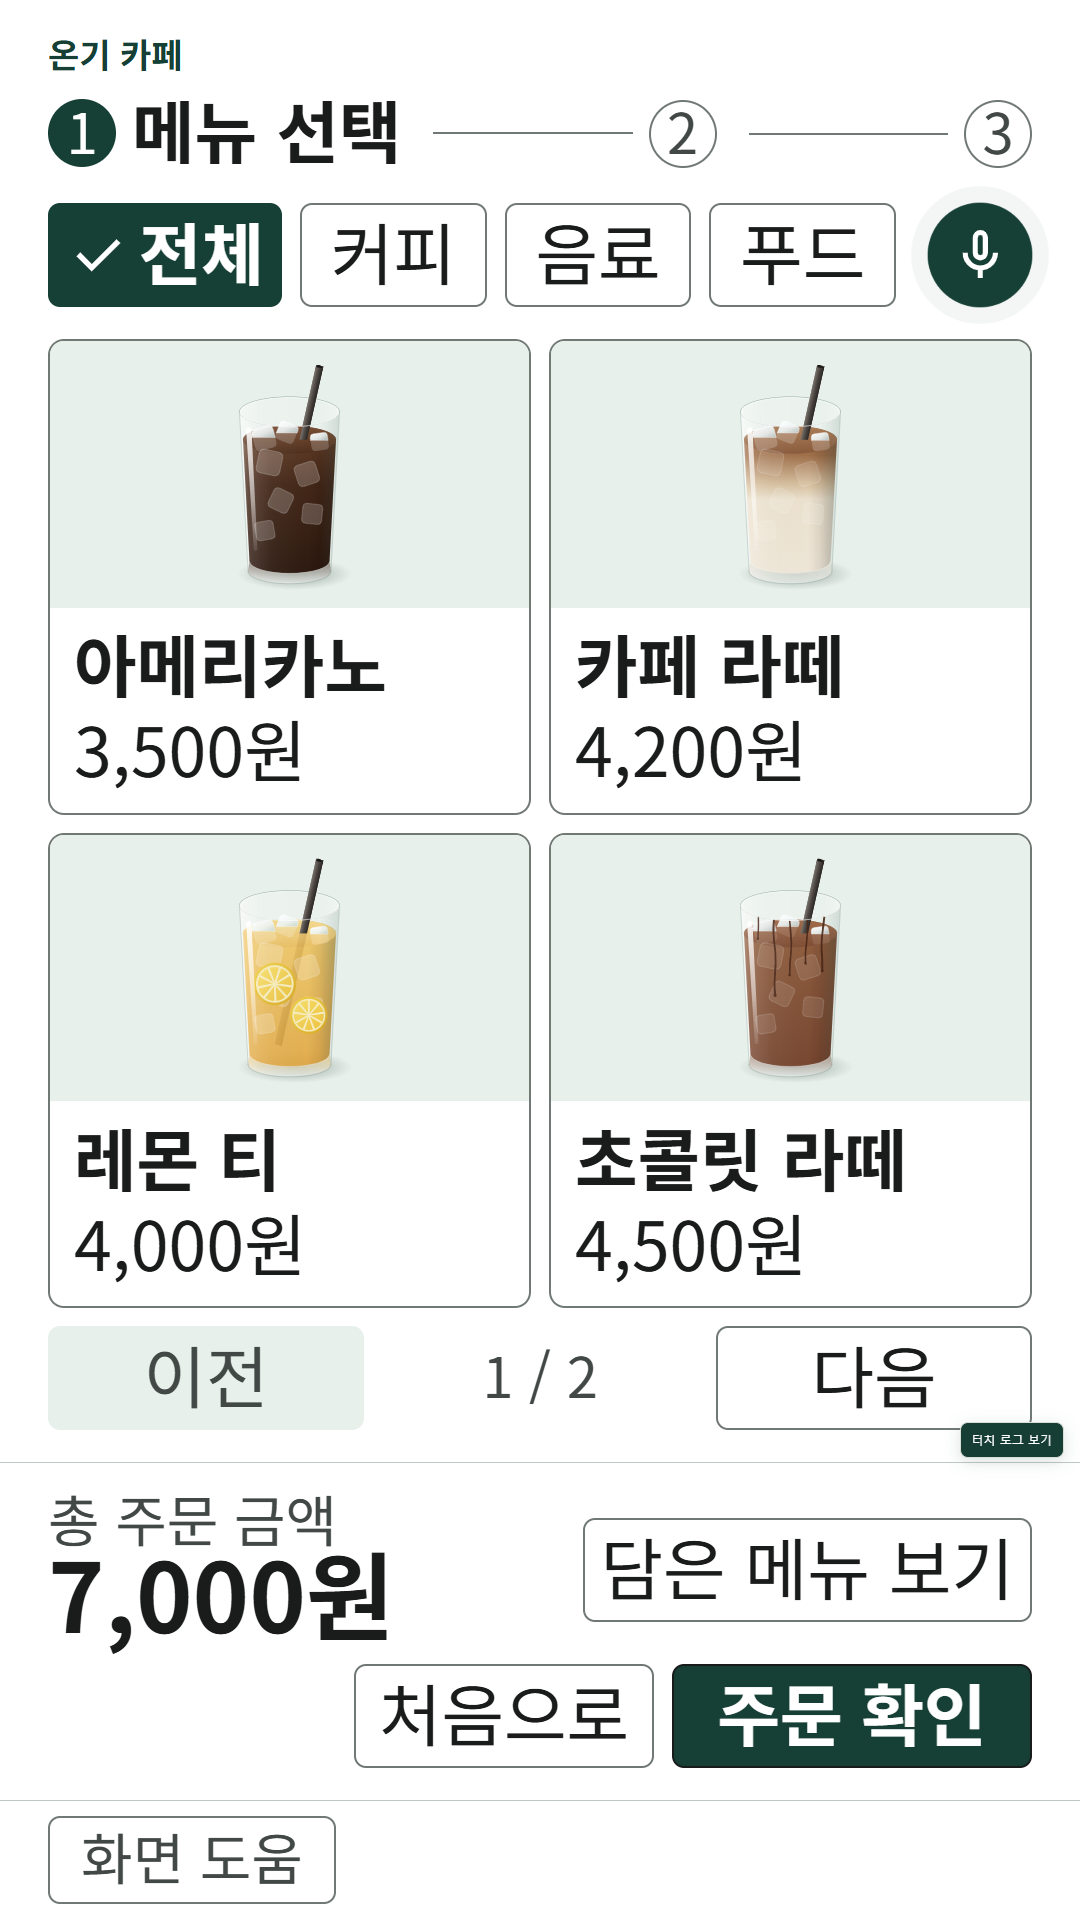 온기 카페
1 메뉴 선택 2 3
전체 커피 음료 푸드
아메리카노
3,500원
카페 라떼
4,200원
레몬 티
4,000원
초콜릿 라떼
4,500원
이전 1 / 2 다음
터치 로그 보기
총 주문 금액
7,000원
담은 메뉴 보기
처음으로 주문 확인
화면 도움